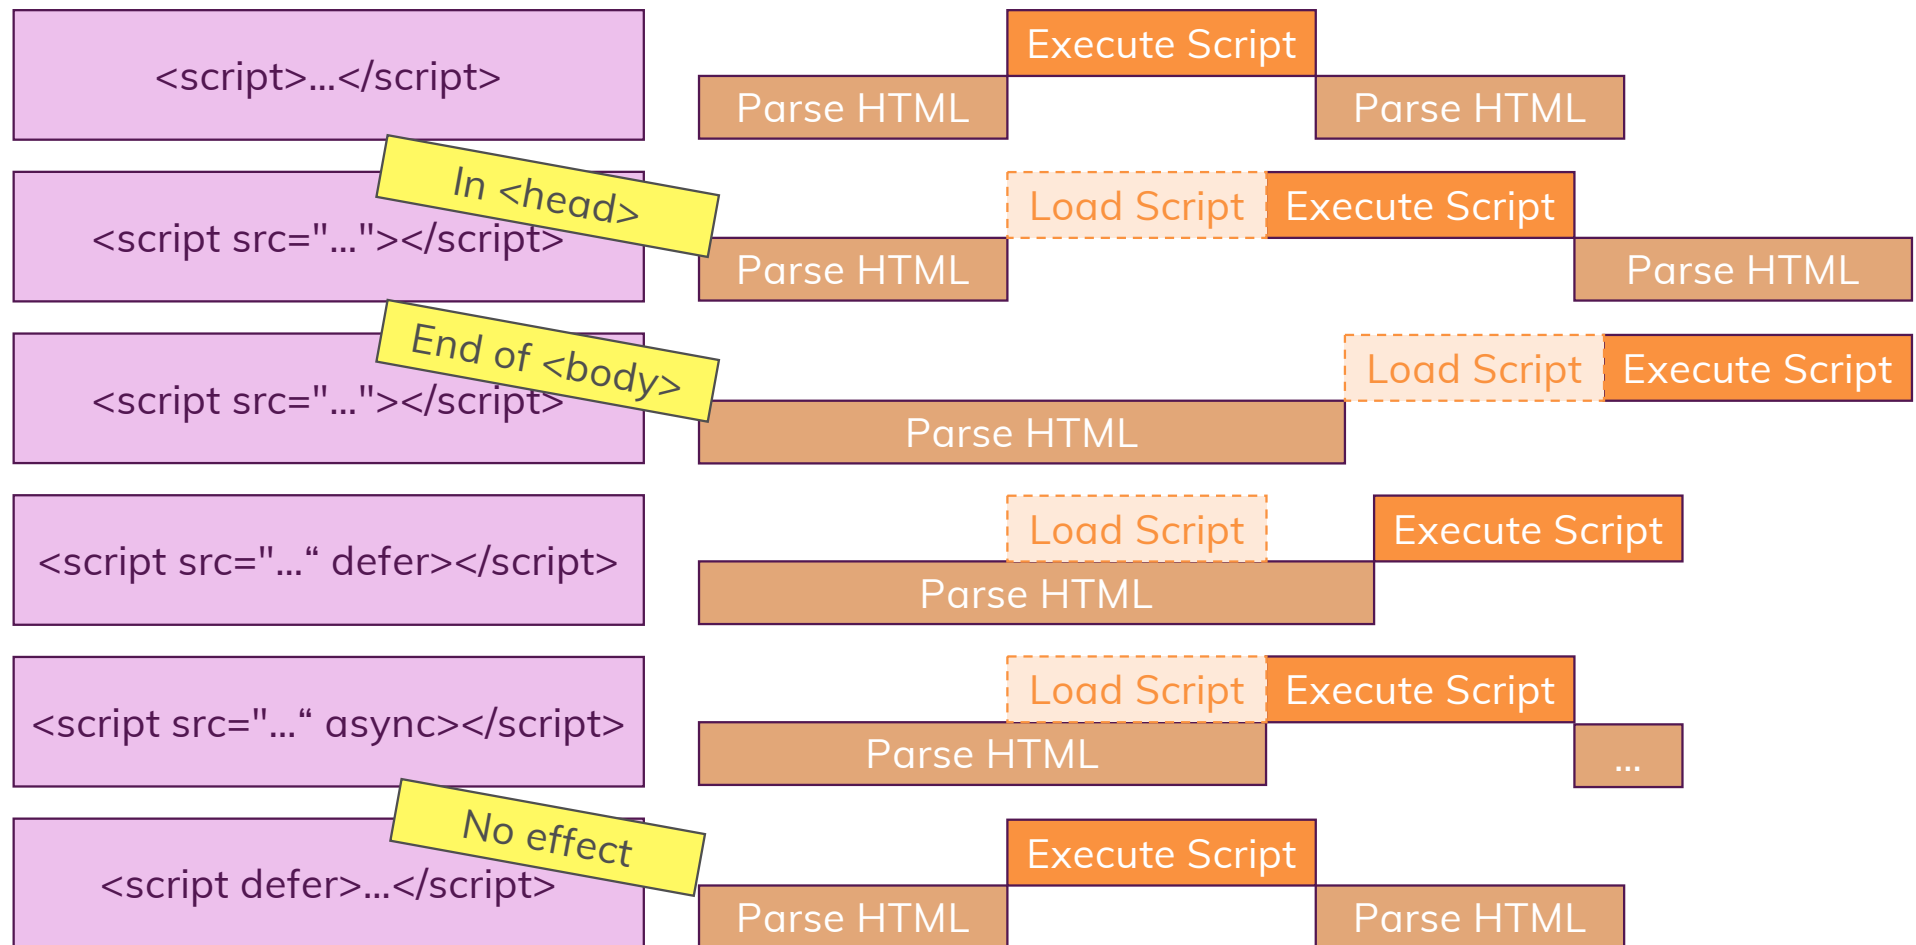 <script>...</script>
Execute Script
Parse HTML
Parse HTML
In <head>
<script src="..."></script>
Load Script
Execute Script
Parse HTML
Parse HTML
End of <body>
<script src="..."></script>
Load Script
Execute Script
Parse HTML
<script src="...“ defer></script>
Load Script
Execute Script
Parse HTML
<script src="...“ async></script>
Load Script
Execute Script
Parse HTML
...
No effect
<script defer>...</script>
Execute Script
Parse HTML
Parse HTML